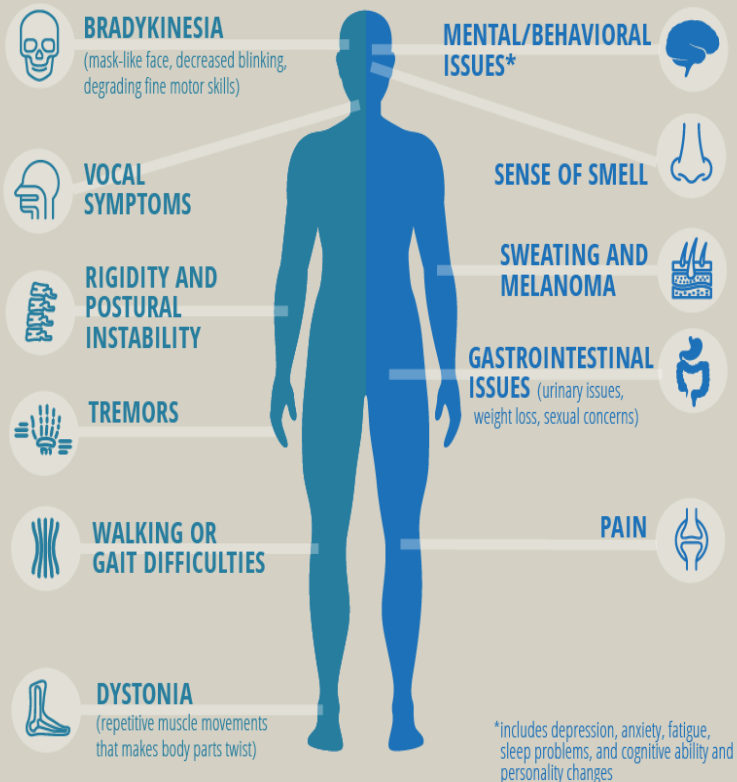 BRADYKINESIA
(mask-like face, decreased blinking,
degrading fine motor skills)
VOCAL
SYMPTOMS
RIGIDITY AND
POSTURAL
INSTABILITY
TREMORS
WALKING OR
GAIT DIFFICULTIES
DYSTONIA
(repetitive muscle movements
that makes body parts twist)
MENTAL/BEHAVIORAL
ISSUES*
SENSE OF SMELL
SWEATING AND
MELANOMA
GASTROINTESTINAL
ISSUES (urinary issues,
weight loss, sexual concerns)
PAIN
*includes depression, anxiety, fatigue,
sleep problems, and cognitive ability and
personality changes